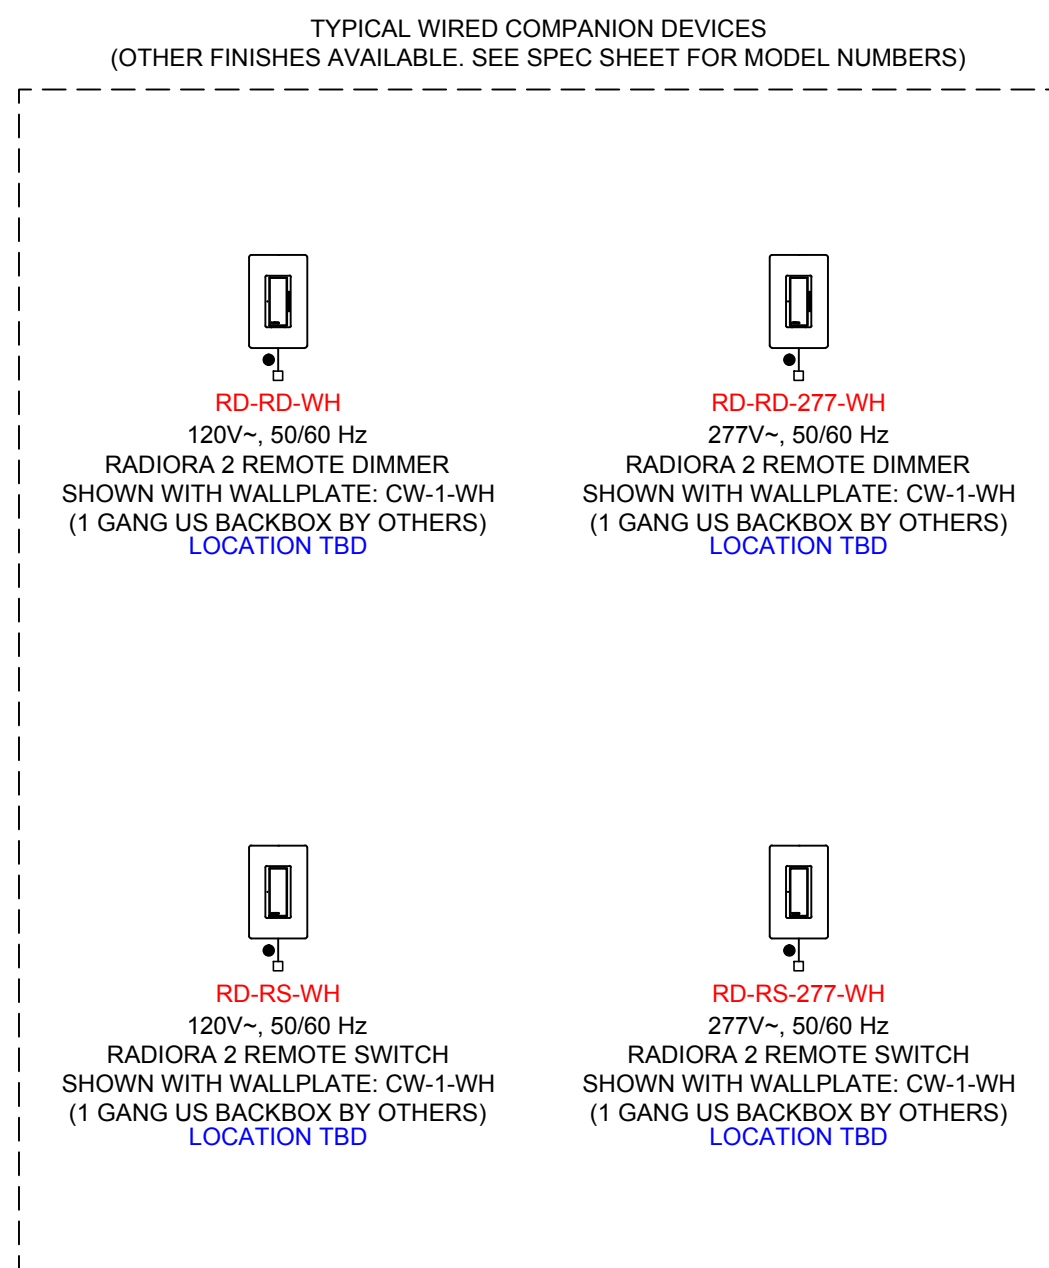 TYPICAL WIRED COMPANION DEVICES
(OTHER FINISHES AVAILABLE. SEE SPEC SHEET FOR MODEL NUMBERS)
RD-RD-WH
120V~, 50/60 Hz
RADIORA 2 REMOTE DIMMER
SHOWN WITH WALLPLATE: CW-1-WH
(1 GANG US BACKBOX BY OTHERS)
LOCATION TBD
RD-RD-277-WH
277V~, 50/60 Hz
RADIORA 2 REMOTE DIMMER
SHOWN WITH WALLPLATE: CW-1-WH
(1 GANG US BACKBOX BY OTHERS)
LOCATION TBD
RD-RS-WH
120V~, 50/60 Hz
RADIORA 2 REMOTE SWITCH
SHOWN WITH WALLPLATE: CW-1-WH
(1 GANG US BACKBOX BY OTHERS)
LOCATION TBD
RD-RS-277-WH
277V~, 50/60 Hz
RADIORA 2 REMOTE SWITCH
SHOWN WITH WALLPLATE: CW-1-WH
(1 GANG US BACKBOX BY OTHERS)
LOCATION TBD